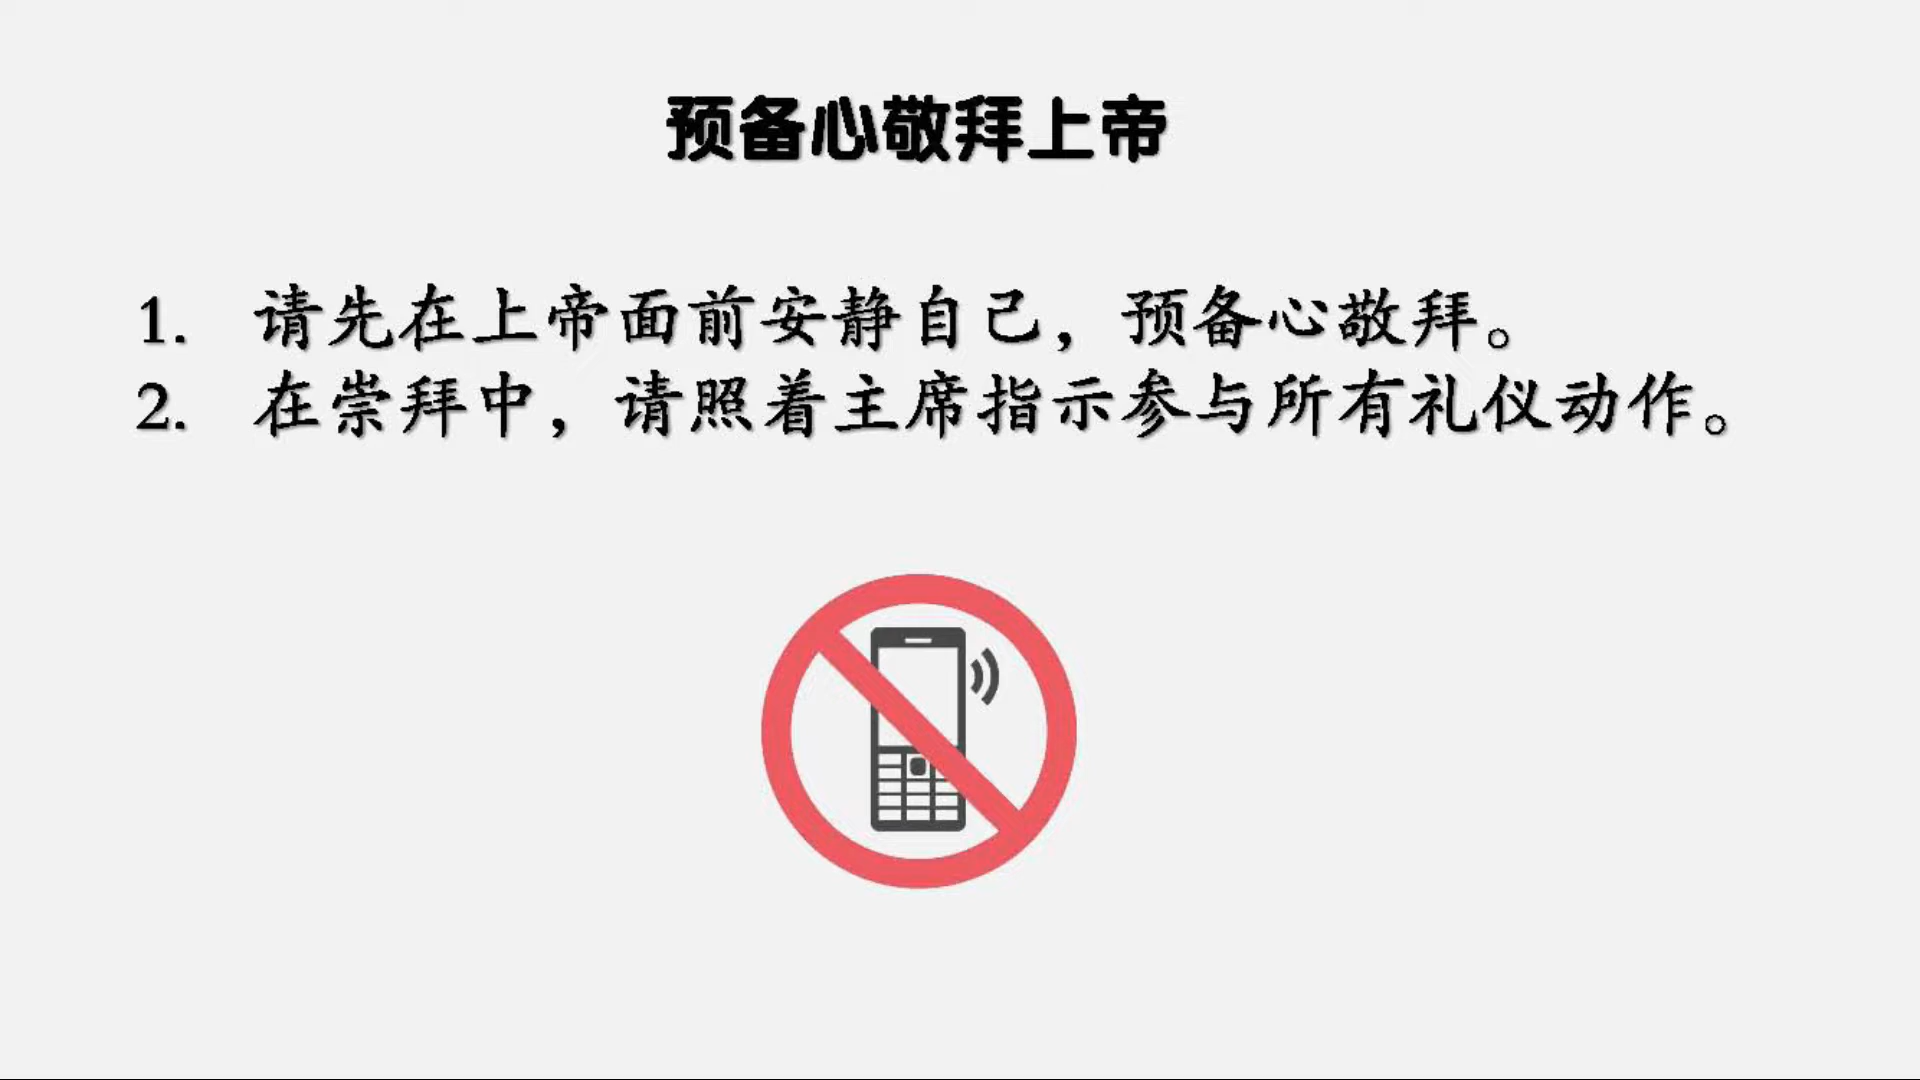 预备心敬拜上帝
1. 请先在上帝面前安静自己，预备心敬拜。
2. 在崇拜中，请照着主席指示参与所有礼仪动作。